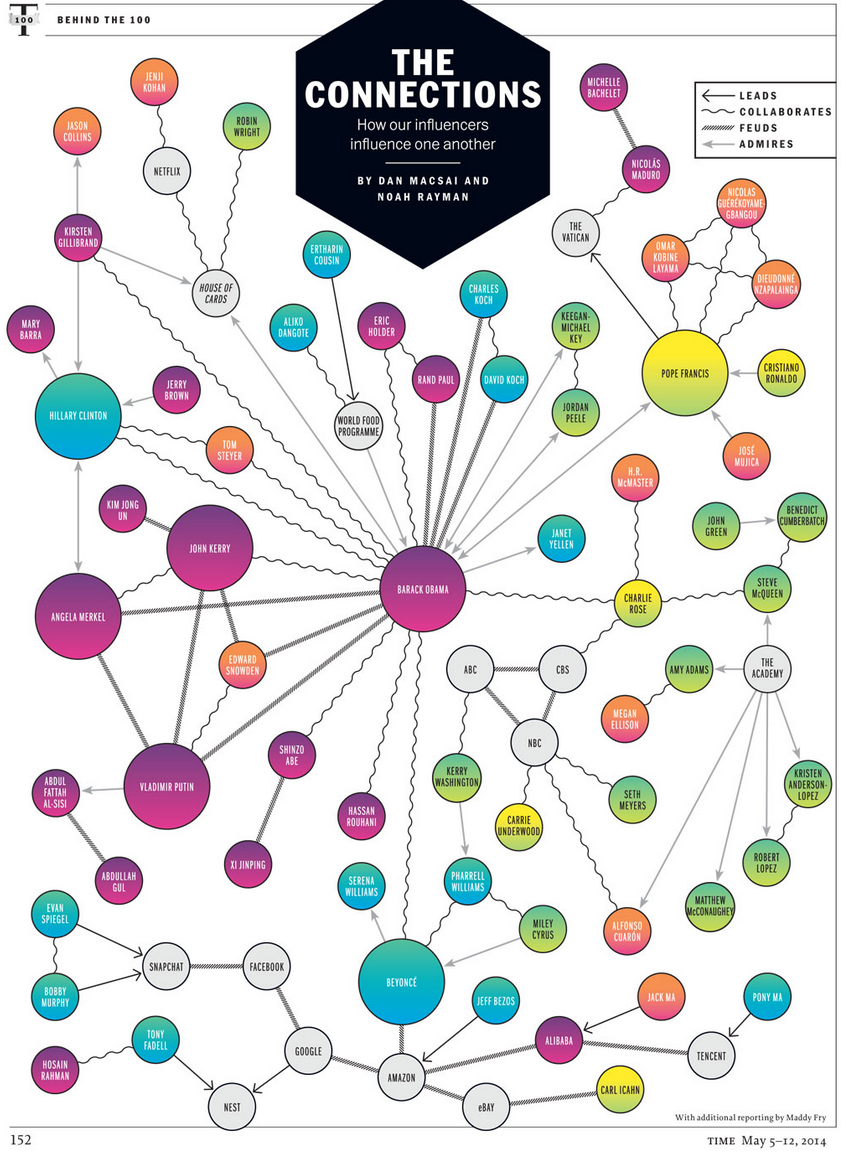 T
100
BEHIND THE 100
THE
CONNECTIONS
How our influencers
influence one another
BY DAN MACSAI AND
NOAH RAYMAN
LEADS
COLLABORATES
FEUDS
ADMIRES
JENJI
KOHAN
JASON
COLLINS
ROBIN
WRIGHT
NETFLIX
KIRSTEN
GILLIBRAND
HOUSE OF
CARDS
MICHELLE
BACHELET
NICOLÁS
MADURO
THE
VATICAN
NICOLAS
GUÉRÉKOYAME-
GBANGOU
OMAR
KOBINE
LAYAMA
DIEUDONNÉ
NZAPALAINGA
ERTHARIN
COUSIN
ALIKO
DANGOTE
ERIC
HOLDER
CHARLES
KOCH
RAND PAUL
DAVID KOCH
KEEGAN-
MICHAEL
KEY
JORDAN
PEELE
POPE FRANCIS
CRISTIANO
RONALDO
JOSÉ
MUJICA
MARY
BARRA
JERRY
BROWN
HILLARY CLINTON
TOM
STEYER
WORLD FOOD
PROGRAMME
KIM JONG
UN
JOHN KERRY
H.R.
McMASTER
JOHN
GREEN
BENEDICT
CUMBERBATCH
JANET
YELLEN
BARACK OBAMA
ANGELA MERKEL
CHARLIE
ROSE
STEVE
McQUEEN
EDWARD
SNOWDEN
ABC
CBS
AMY ADAMS
THE
ACADEMY
MEGAN
ELLISON
NBC
SHINZO
ABE
VLADIMIR PUTIN
ABDUL
FATTAH
AL-SISI
KERRY
WASHINGTON
SETH
MEYERS
KRISTEN
ANDERSON-
LOPEZ
HASSAN
ROUHANI
CARRIE
UNDERWOOD
XI JINPING
ABDULLAH
GUL
ROBERT
LOPEZ
SERENA
WILLIAMS
PHARRELL
WILLIAMS
MATTHEW
McCONAUGHEY
EVAN
SPIEGEL
MILEY
CYRUS
ALFONSO
CUARÓN
SNAPCHAT
FACEBOOK
BEYONCÉ
BOBBY
MURPHY
JEFF BEZOS
JACK MA
PONY MA
TONY
FADELL
ALIBABA
GOOGLE
TENCENT
HOSAIN
RAHMAN
AMAZON
CARL ICAHN
NEST
eBAY
With additional reporting by Maddy Fry
152
TIME May 5–12, 2014